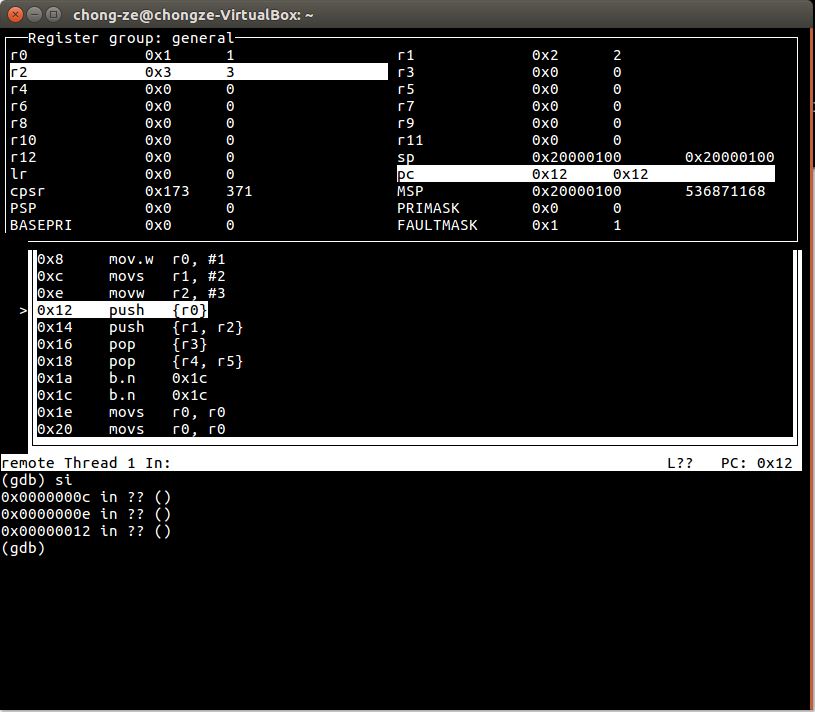 chong-ze@chongze-VirtualBox: ~
Register group: general
r0 0x1 1 r1 0x2 2
r2 0x3 3 r3 0x0 0
r4 0x0 0 r5 0x0 0
r6 0x0 0 r7 0x0 0
r8 0x0 0 r9 0x0 0
r10 0x0 0 r11 0x0 0
r12 0x0 0 sp 0x20000100 0x20000100
lr 0x0 0 pc 0x12 0x12
cpsr 0x173 371 MSP 0x20000100 536871168
PSP 0x0 0 PRIMASK 0x0 0
BASEPRI 0x0 0 FAULTMASK 0x1 1
0x8 mov.w r0, #1
0xc movs r1, #2
0xe movw r2, #3
> 0x12 push {r0}
0x14 push {r1, r2}
0x16 pop {r3}
0x18 pop {r4, r5}
0x1a b.n 0x1c
0x1c b.n 0x1c
0x1e movs r0, r0
0x20 movs r0, r0
remote Thread 1 In: L?? PC: 0x12
(gdb) si
0x0000000c in ?? ()
0x0000000e in ?? ()
0x00000012 in ?? ()
(gdb)